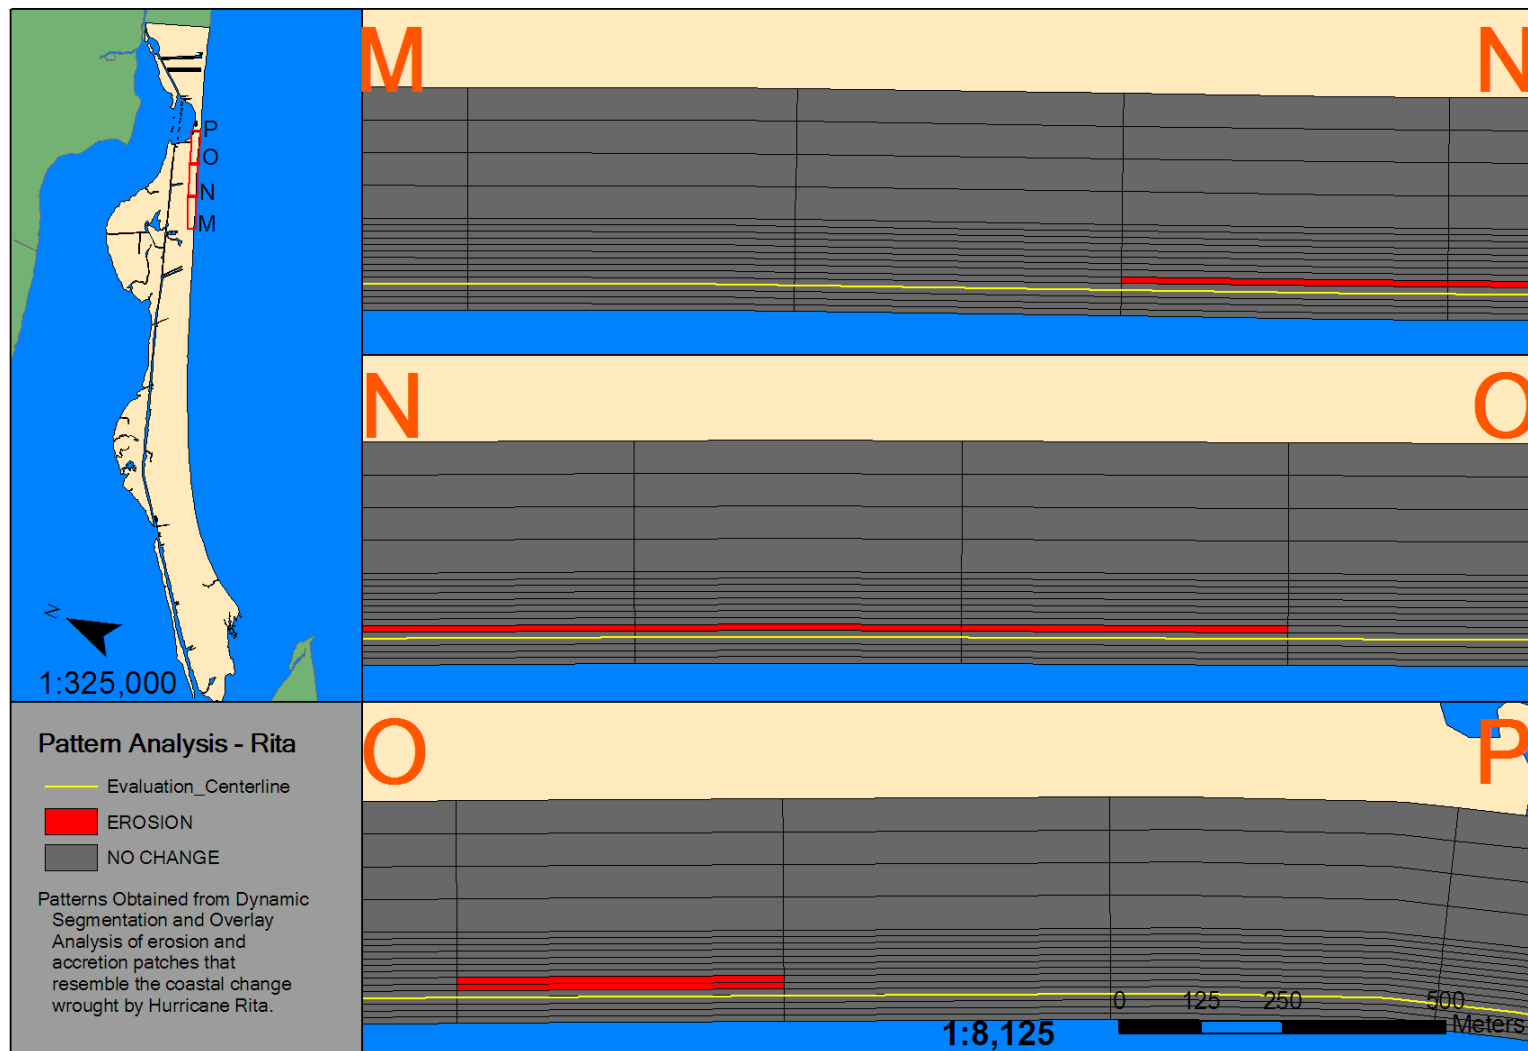 M N
P
O
N
M
N O
N
1:325,000
O P
Pattern Analysis - Rita
Evaluation_Centerline
EROSION
NO CHANGE
Patterns Obtained from Dynamic
Segmentation and Overlay
Analysis of erosion and
accretion patches that
resemble the coastal change
wrought by Hurricane Rita.
0 125 250 500
1:8,125 Meters